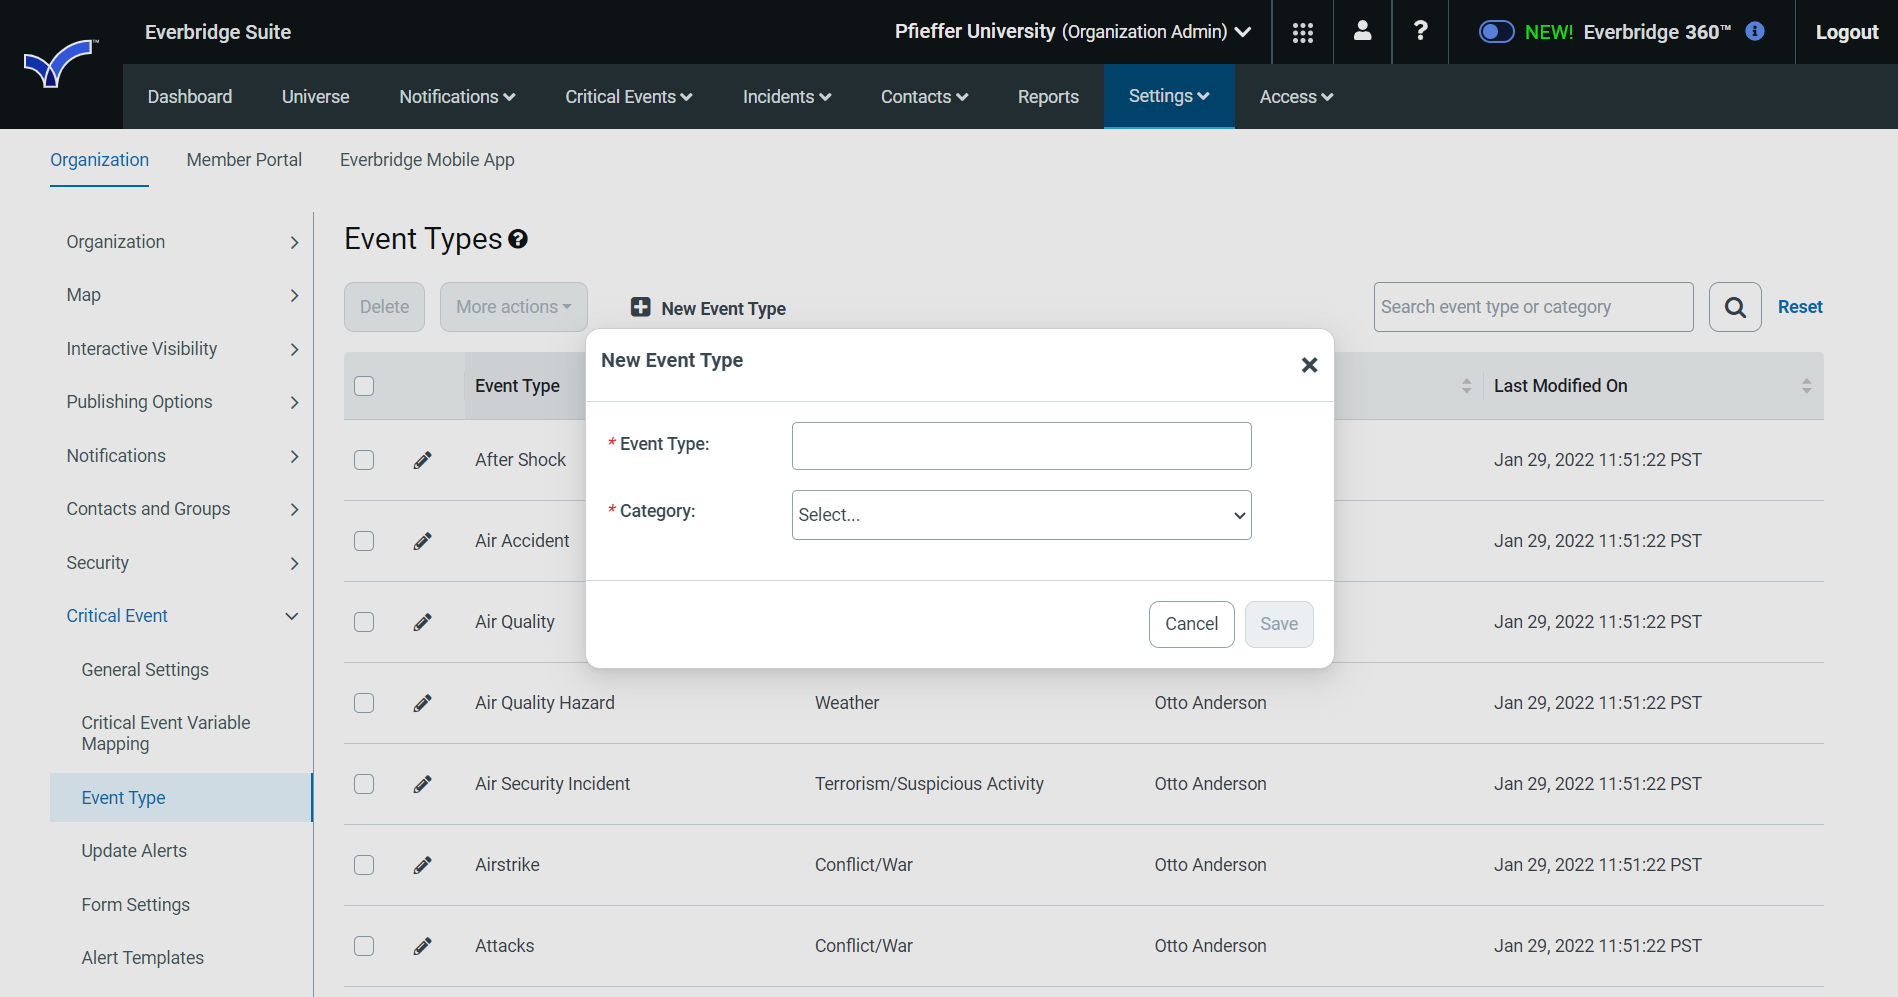 Everbridge Suite
Pfieffer University (Organization Admin)
?
NEW! Everbridge 360™
i
Logout
™
Dashboard
Universe
Notifications
Critical Events
Incidents
Contacts
Reports
Settings
Access
Organization
Member Portal
Everbridge Mobile App
Organization
Map
Interactive Visibility
Publishing Options
Notifications
Contacts and Groups
Security
Critical Event
General Settings
Critical Event Variable
Mapping
Event Type
Update Alerts
Form Settings
Alert Templates
Event Types ?
Delete
More actions
New Event Type
Search event type or category
Reset
Event Type
Last Modified On
New Event Type
* Event Type:
* Category:
Select...
Cancel
Save
After Shock Jan 29, 2022 11:51:22 PST
Air Accident Jan 29, 2022 11:51:22 PST
Air Quality Jan 29, 2022 11:51:22 PST
Air Quality Hazard Weather Otto Anderson Jan 29, 2022 11:51:22 PST
Air Security Incident Terrorism/Suspicious Activity Otto Anderson Jan 29, 2022 11:51:22 PST
Airstrike Conflict/War Otto Anderson Jan 29, 2022 11:51:22 PST
Attacks Conflict/War Otto Anderson Jan 29, 2022 11:51:22 PST